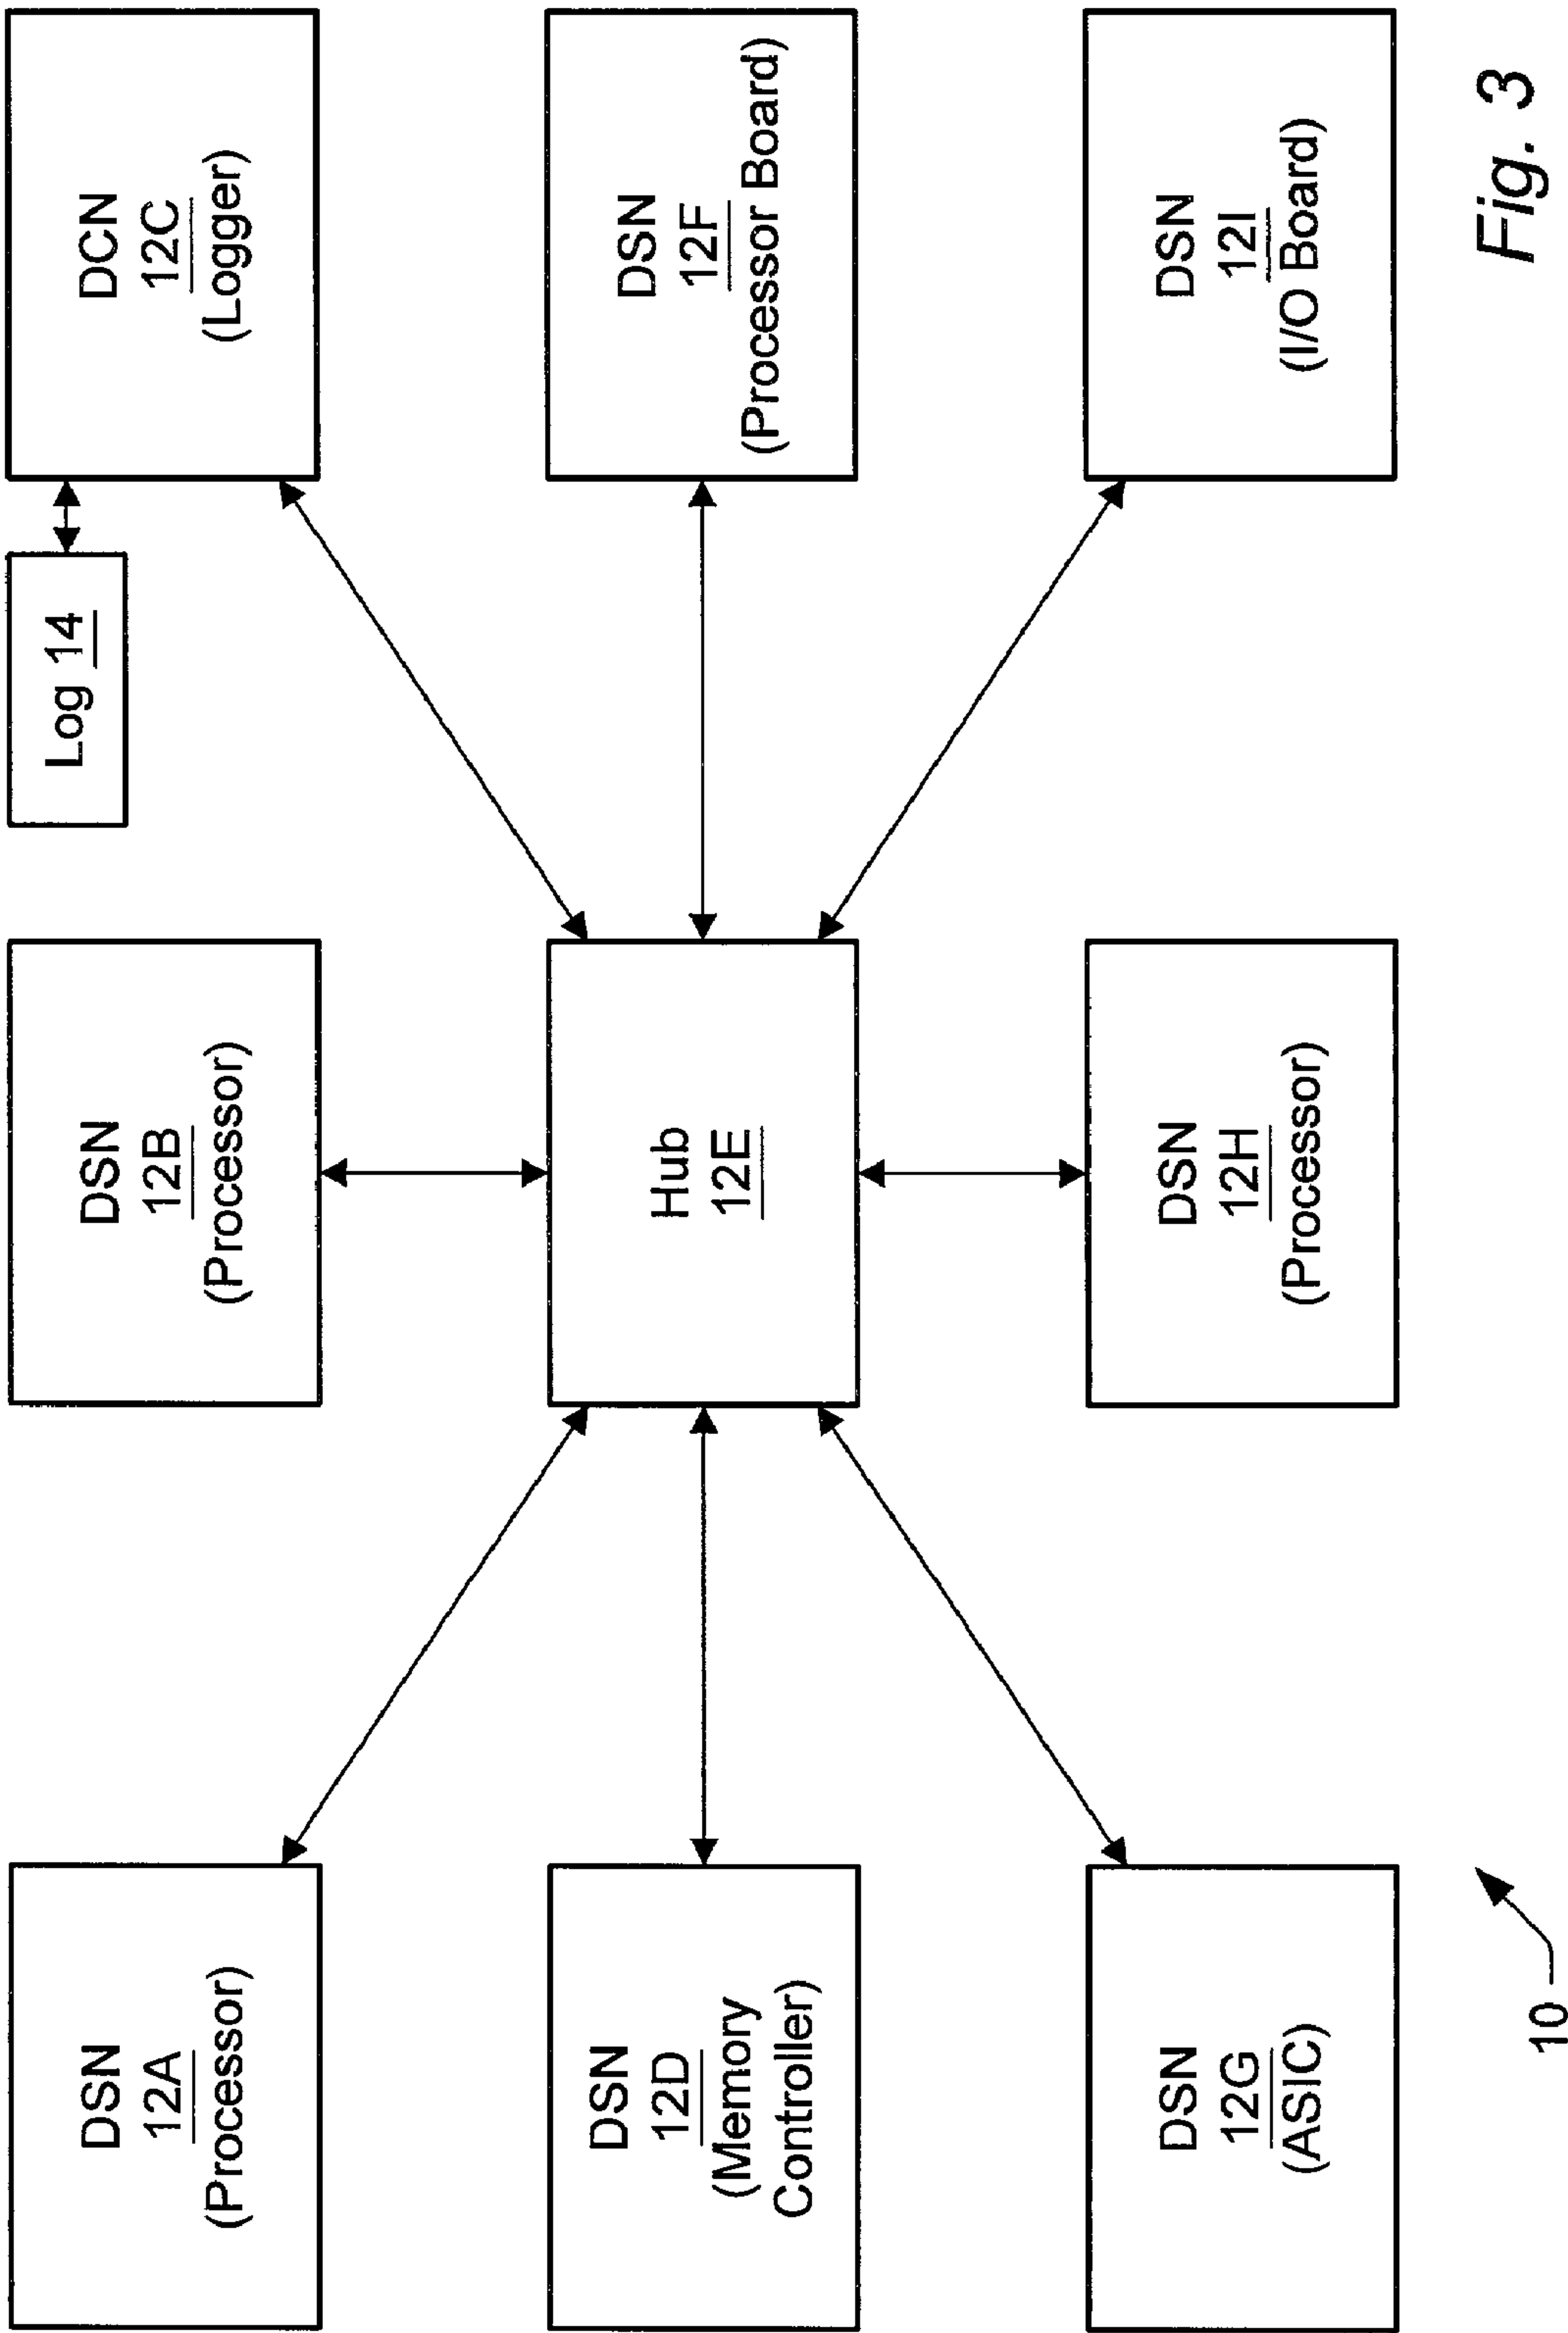 DSN
12A
(Processor)
DSN
12B
(Processor)
Log 14
DCN
12C
(Logger)
DSN
12D
(Memory
Controller)
Hub
12E
DSN
12F
(Processor Board)
DSN
12G
(ASIC)
DSN
12H
(Processor)
DSN
12I
(I/O Board)
10
Fig. 3